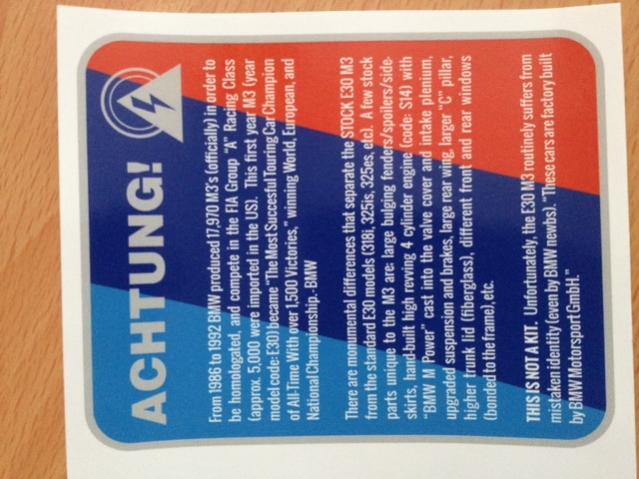 ACHTUNG!
From 1986 to 1992 BMW produced 17,970 M3's (officially) in order to
be homologated, and compete in the FIA Group "A" Racing Class
(approx. 5,000 were imported in the US). This first year M3 (year
model code: E30) became "The Most Succesful Touring Car Champion
of All-Time With over 1,500 Victories," winning World, European, and
National Championship. - BMW
There are monumental differences that separate the STOCK E30 M3
from the standard E30 models (318i, 325is, 325es, etc). A few stock
parts unique to the M3 are: large bulging fenders/spoilers/side-
skirts, hand-built high revving 4 cylinder engine (code: S14) with
"BMW M Power" cast into the valve cover and intake plenium,
upgraded suspension and brakes, large rear wing, larger "C" pillar,
higher trunk lid (fiberglass), different front and rear windows
(bonded to the frame), etc.
THIS IS NOT A KIT. Unfortunately, the E30 M3 routinely suffers from
mistaken identity (even by BMW newbs). "These cars are factory built
by BMW Motorsport GmbH."